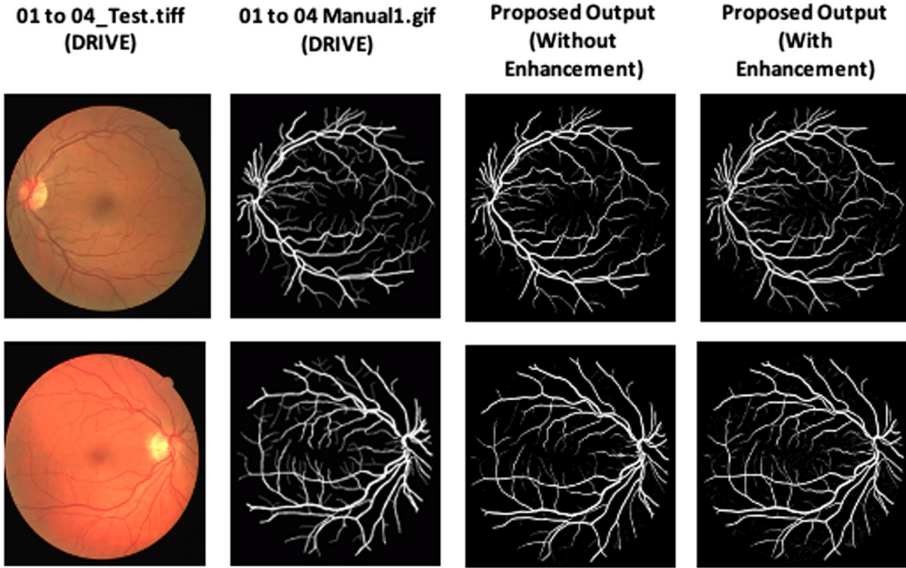 01 to 04_Test.tiff
(DRIVE)
01 to 04 Manual1.gif
(DRIVE)
Proposed Output
(Without
Enhancement)
Proposed Output
(With
Enhancement)